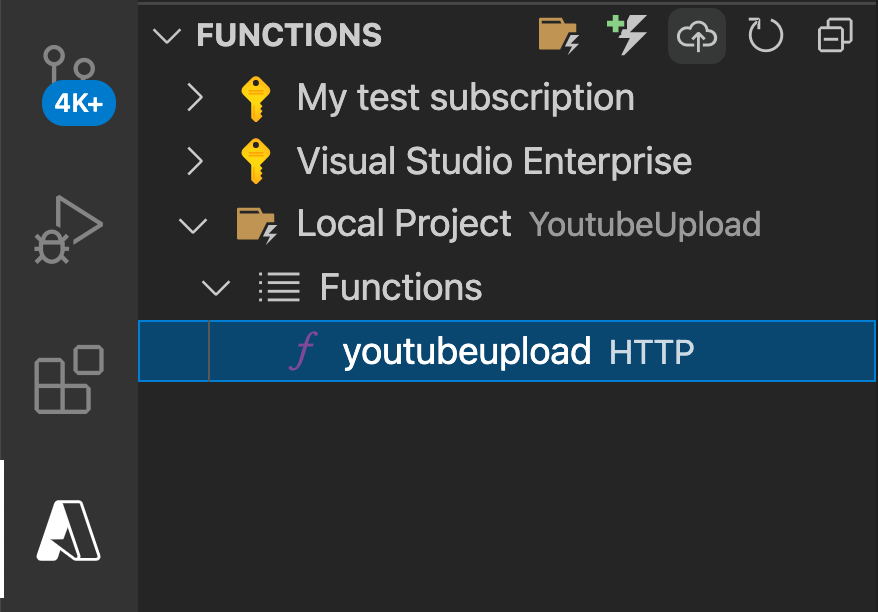 FUNCTIONS
4K+
My test subscription
Visual Studio Enterprise
Local Project YoutubeUpload
Functions
youtubeupload HTTP